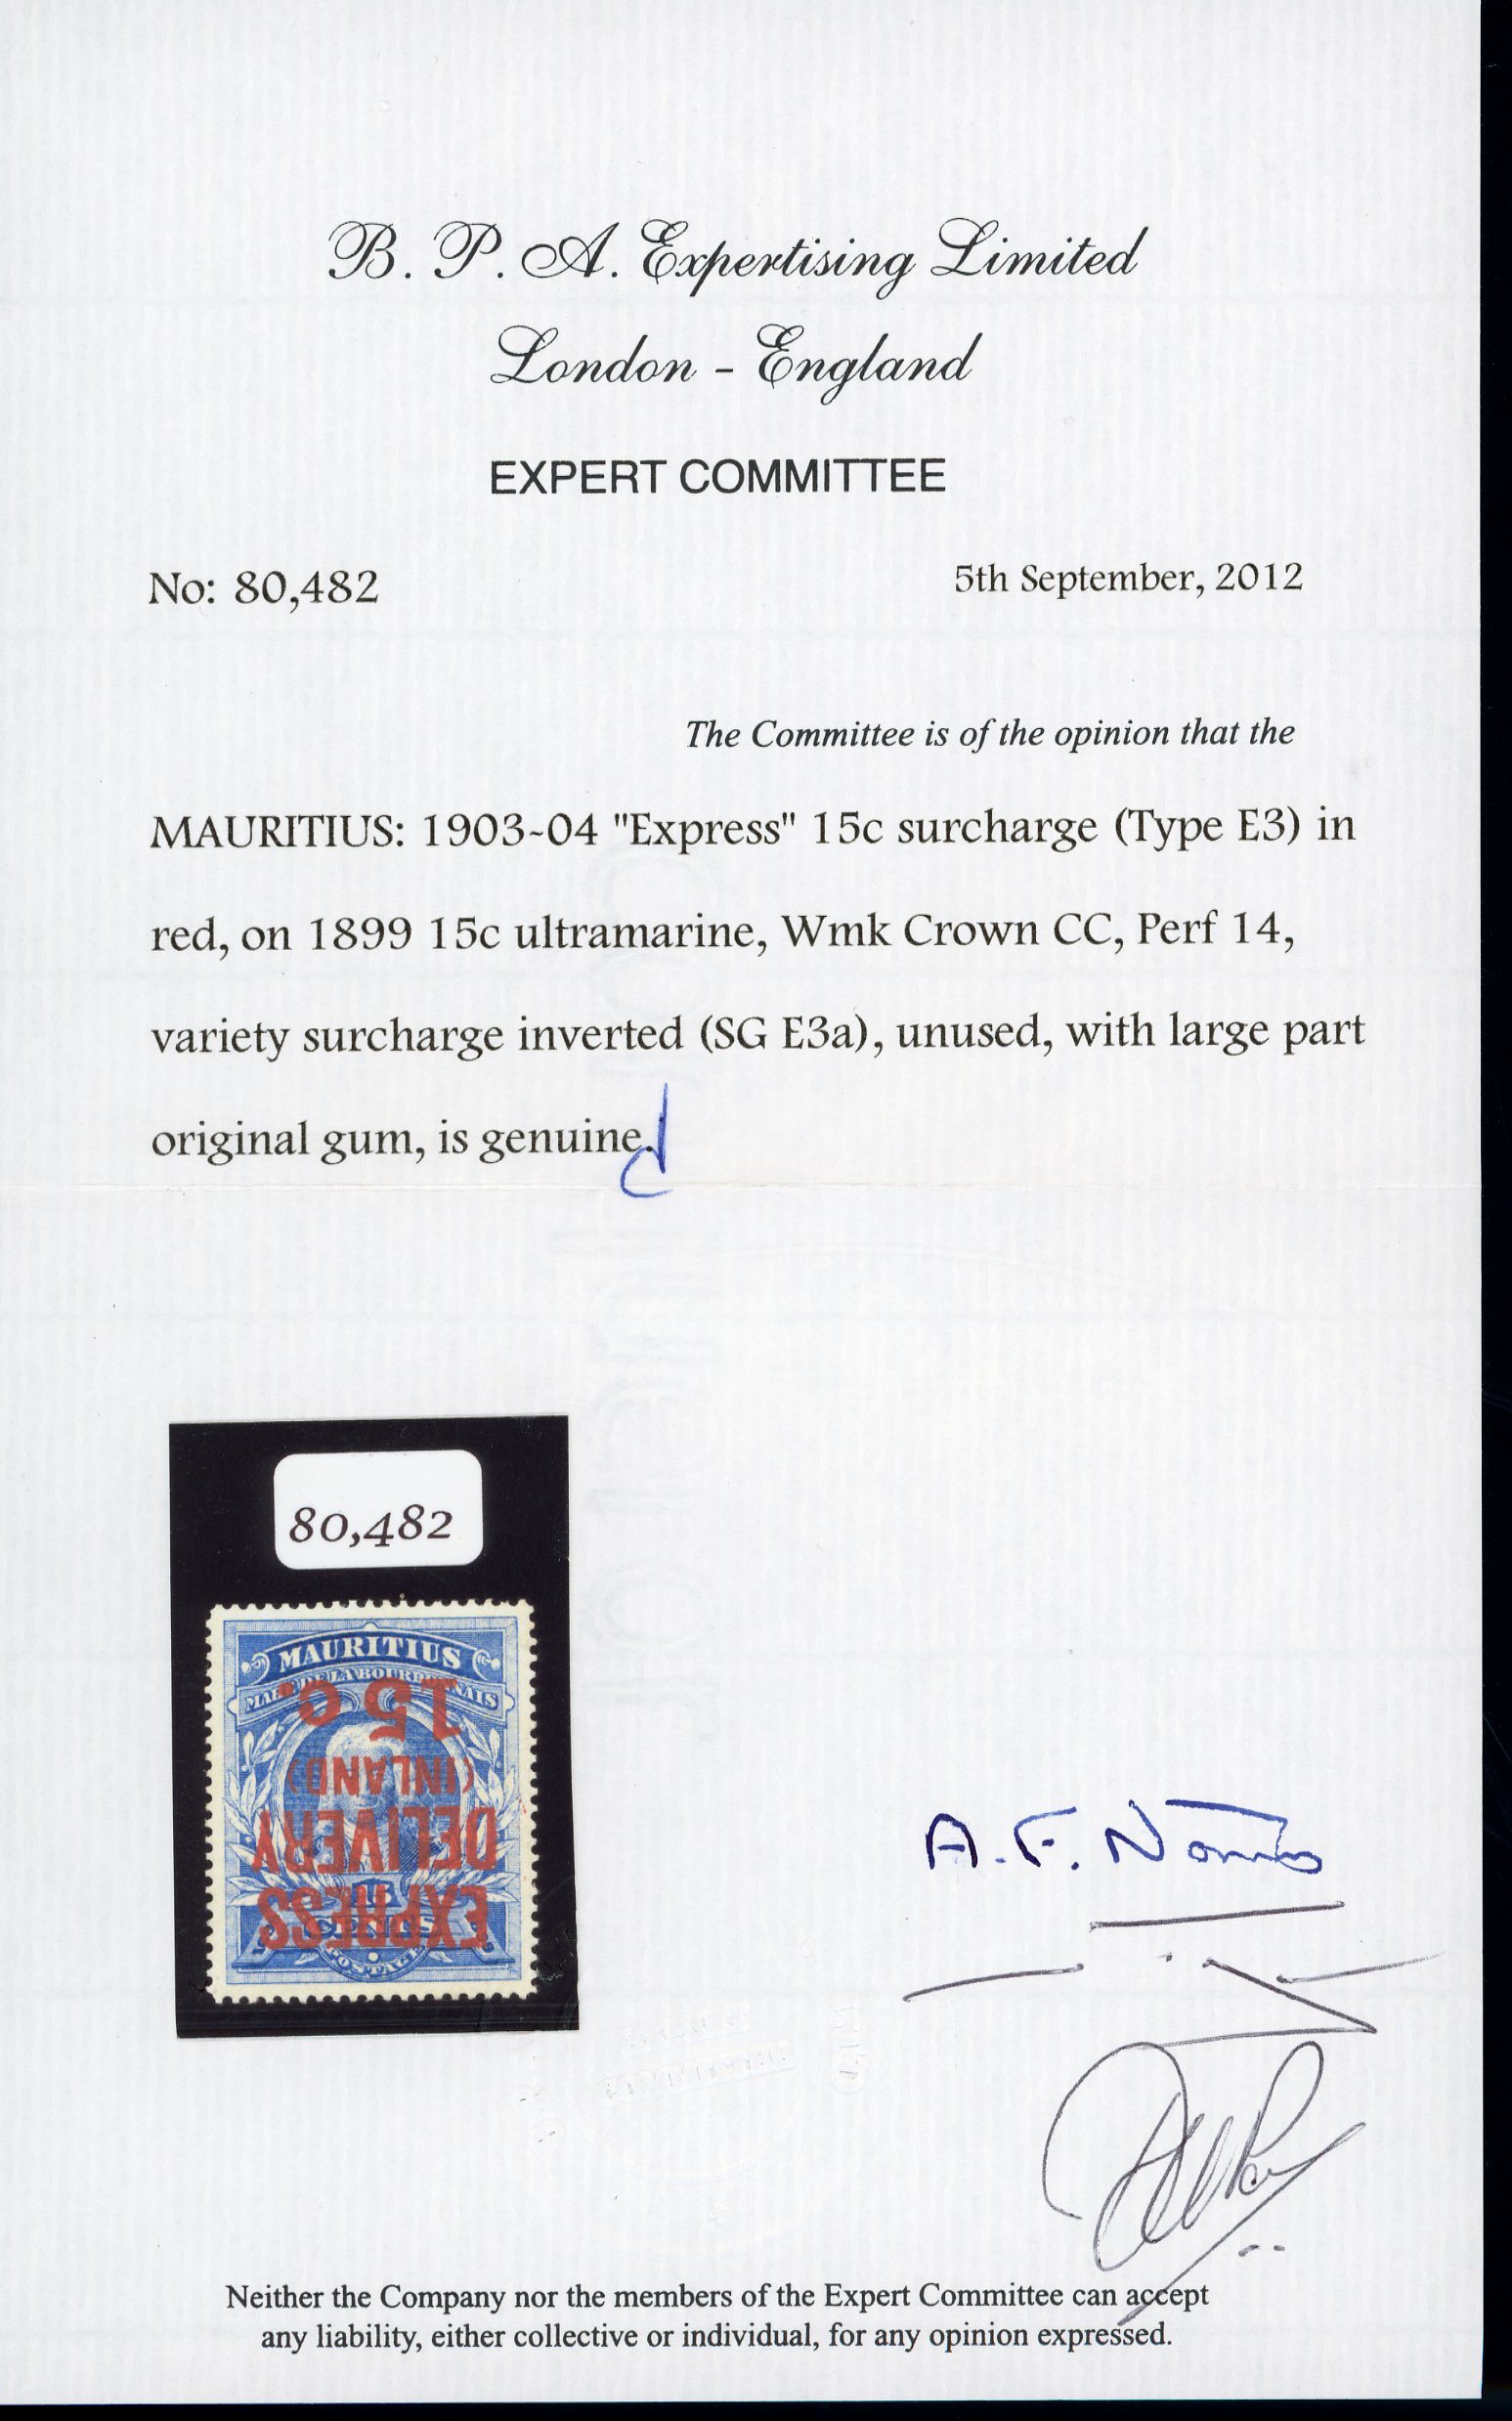 B. P. A. Expertising Limited
London - England
EXPERT COMMITTEE
No: 80,482
5th September, 2012
The Committee is of the opinion that the
MAURITIUS: 1903-04 "Express" 15c surcharge (Type E3) in
red, on 1899 15c ultramarine, Wmk Crown CC, Perf 14,
variety surcharge inverted (SG E3a), unused, with large part
original gum, is genuine.
80,482
MAURITIUS
15 c
(INLAND)
DELIVERY
EXPRESS
15
CENTS
POSTAGE
A. F. Norris
Neither the Company nor the members of the Expert Committee can accept
any liability, either collective or individual, for any opinion expressed.